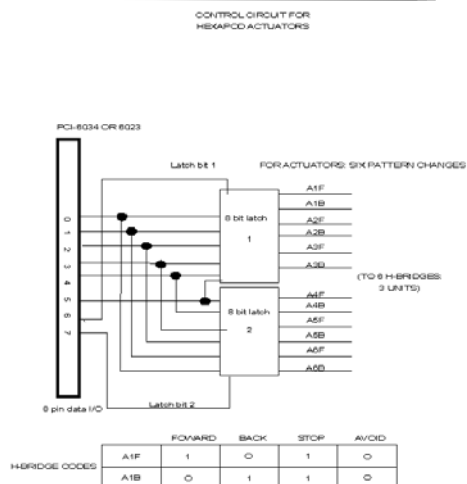 CONTROL CIRCUIT FOR
HEXAPOD ACTUATORS
PCI-6034 OR 6023
Latch bit 1
FOR ACTUATORS: SIX PATTERN CHANGES
0
1
2
3
4
5
6
7
8 bit latch
1
8 bit latch
2
A1F
A1B
A2F
A2B
A3B
A4F
A4B
A5F
A5B
A6F
A6B
(TO 6 H-BRIDGES:
3 UNITS)
8 pin data I/O
Latch bit 2
FOWARD BACK STOP AVOID
H-BRIDGE CODES
A1F 1 0 1 0
A1B 0 1 1 0